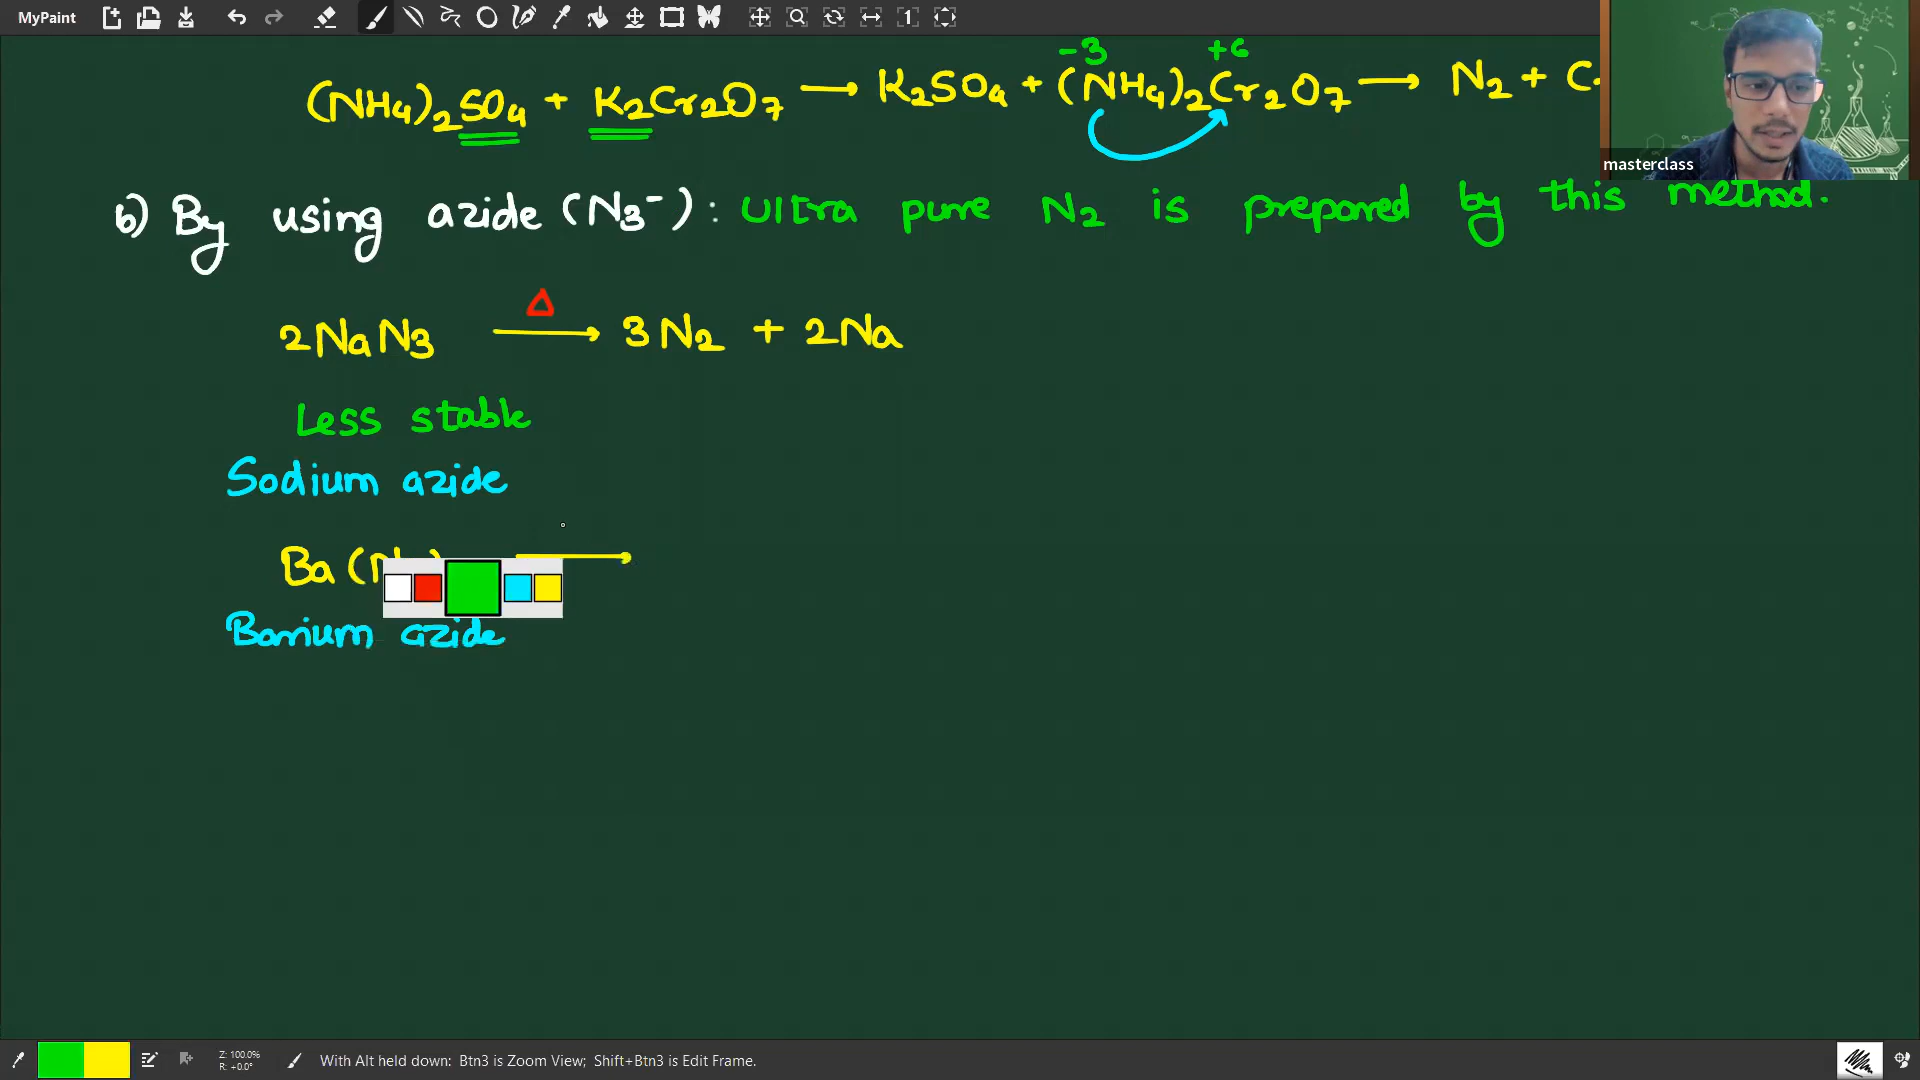 MyPaint
-3 +6
(NH4)2SO4 + K2Cr2O7 → K2SO4 + (NH4)2Cr2O7 → N2 + C
masterclass
b) By using azide (N3-) : Ultra pure N2 is prepared by this method.
Δ
2NaN3 → 3N2 + 2Na
Less stable
Sodium azide
Ba(N →
Barium azide
Z: 100.0%
R: +0.0°
With Alt held down: Btn3 is Zoom View; Shift+Btn3 is Edit Frame.